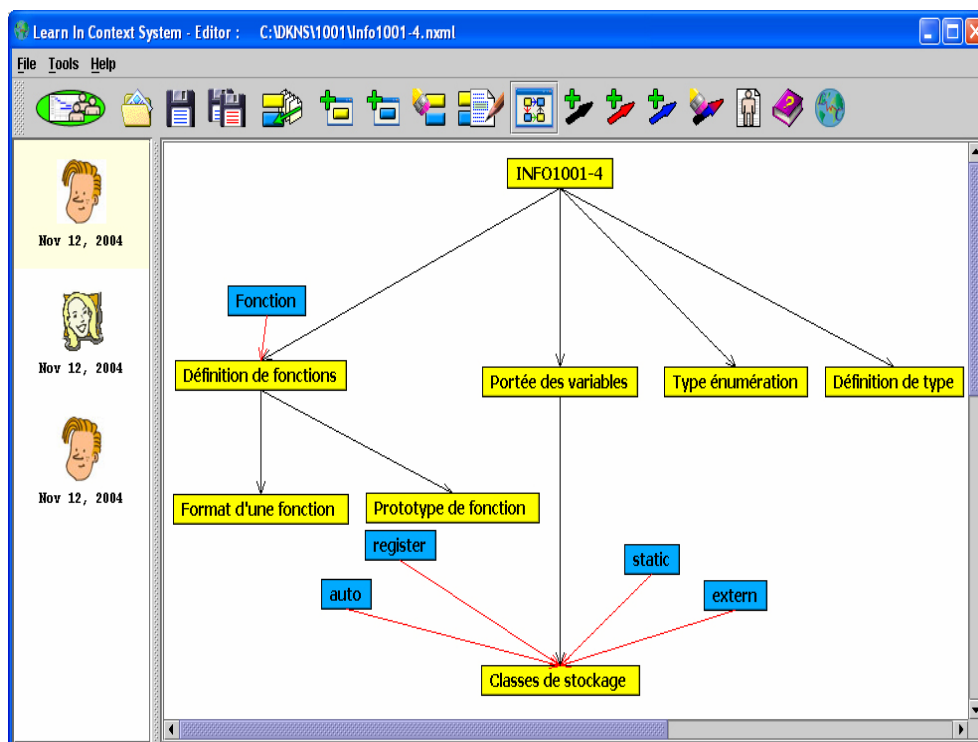 Learn In Context System - Editor : C:\DKNS\1001\Info1001-4.nxml
File Tools Help
Nov 12, 2004
Nov 12, 2004
Nov 12, 2004
INFO1001-4
Fonction
Définition de fonctions
Portée des variables
Type énumération
Définition de type
Format d'une fonction
Prototype de fonction
register
static
auto
extern
Classes de stockage